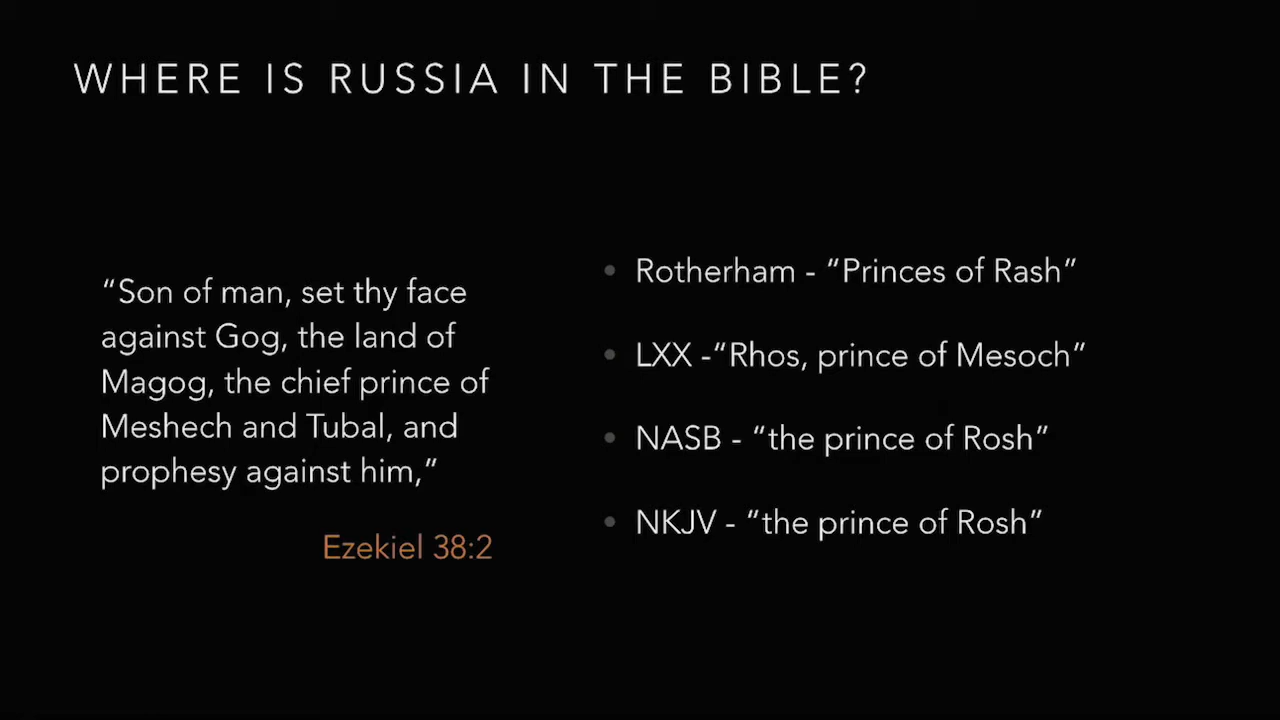 WHERE IS RUSSIA IN THE BIBLE?
“Son of man, set thy face
against Gog, the land of
Magog, the chief prince of
Meshech and Tubal, and
prophesy against him,”
Ezekiel 38:2
• Rotherham - “Princes of Rash”
• LXX -“Rhos, prince of Mesoch”
• NASB - “the prince of Rosh”
• NKJV - “the prince of Rosh”